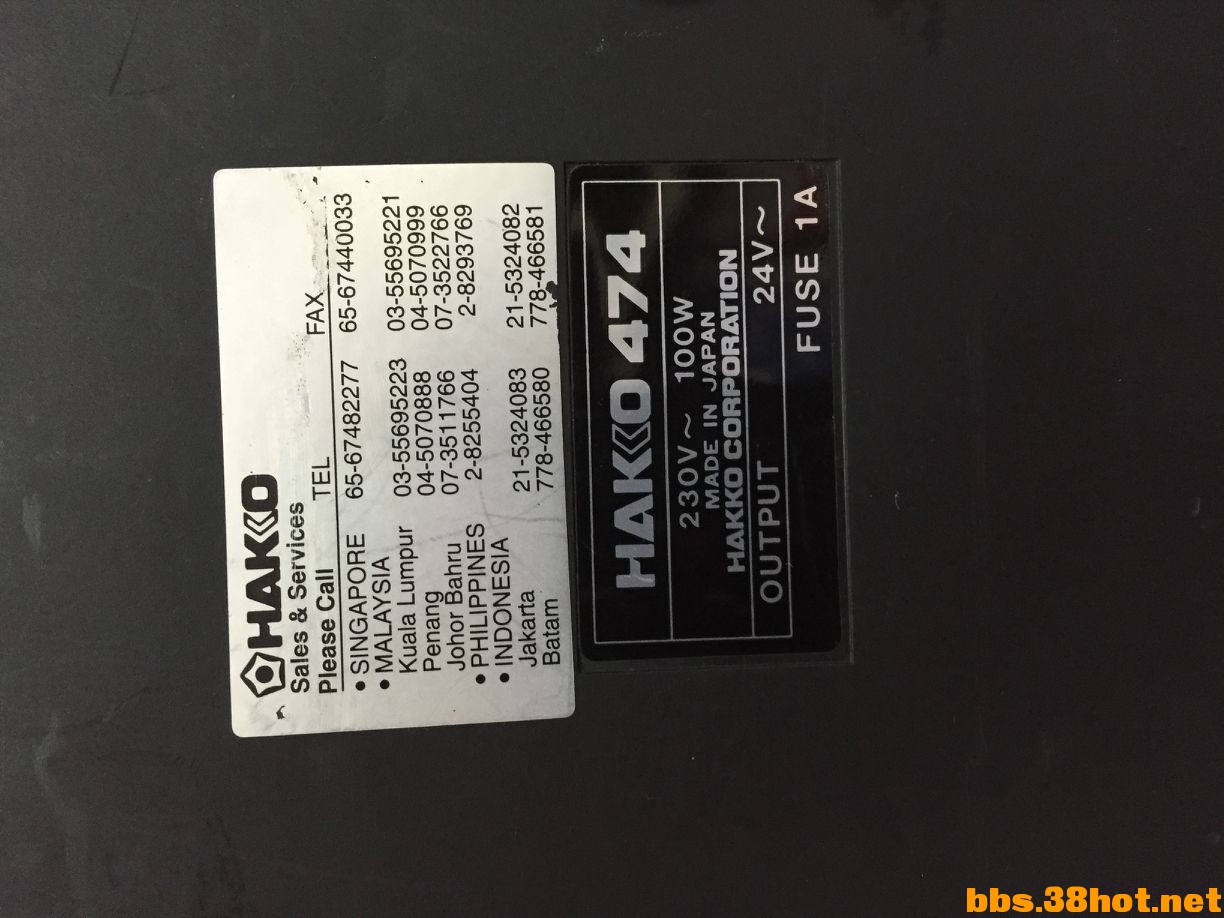 HAKKO
Sales & Services
Please Call TEL FAX
• SINGAPORE 65-67482277 65-67440033
• MALAYSIA
Kuala Lumpur 03-55695223 03-55695221
Penang 04-5070888 04-5070999
Johor Bahru 07-3511766 07-3522766
• PHILIPPINES 2-8255404 2-8293769
• INDONESIA
Jakarta 21-5324083 21-5324082
Batam 778-466580 778-466581
HAKKO 474
230V~ 100W
MADE IN JAPAN
HAKKO CORPORATION
OUTPUT 24V~
FUSE 1A
bbs.38hot.net